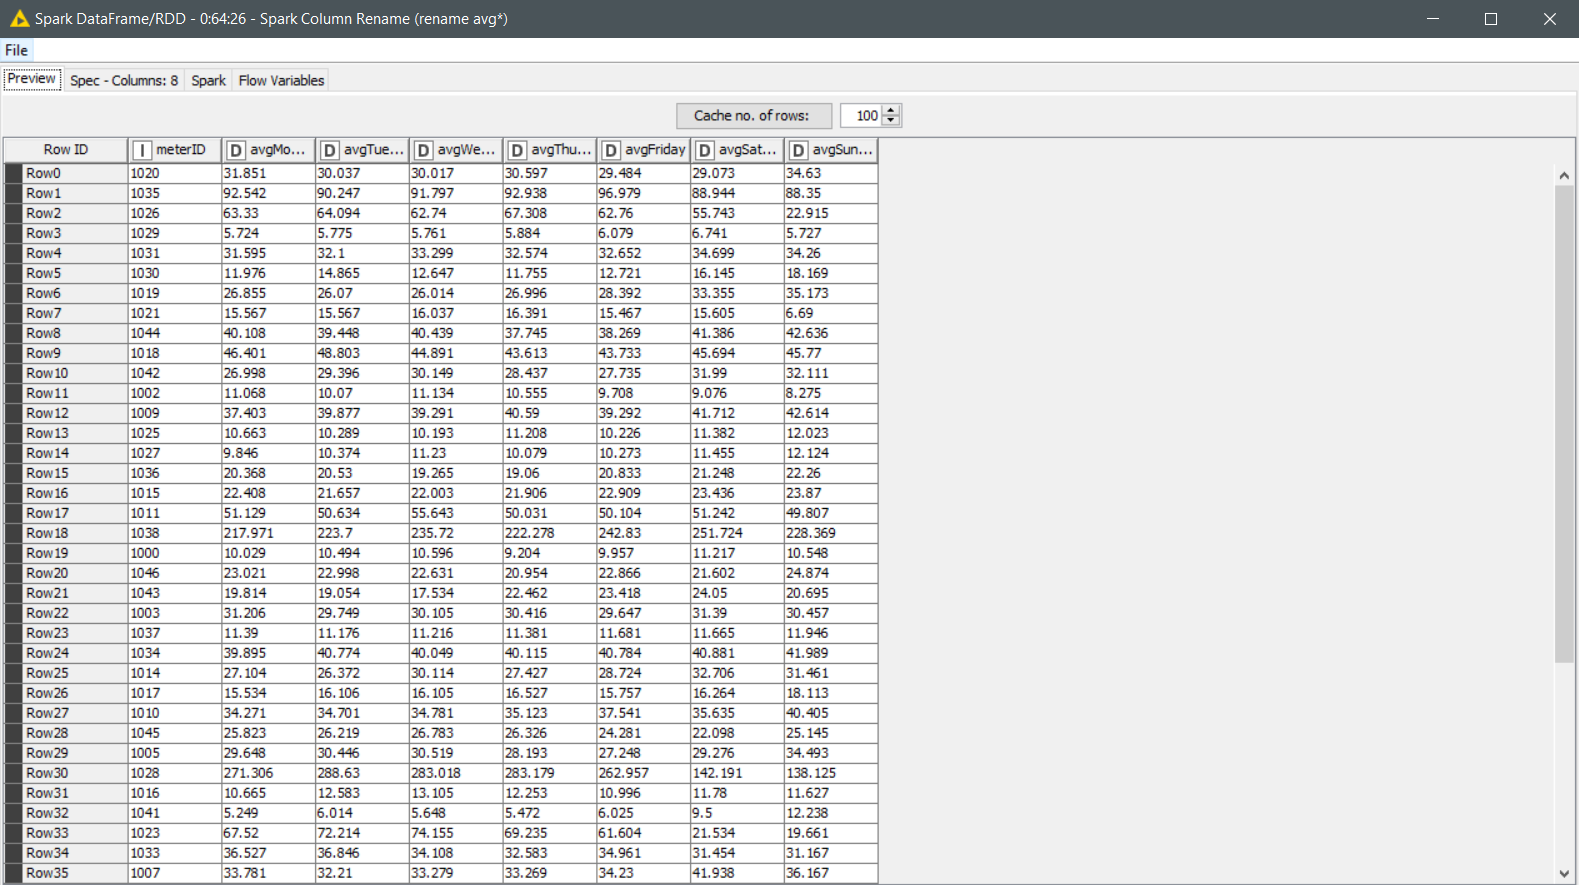 Spark DataFrame/RDD - 0:64:26 - Spark Column Rename (rename avg*)
File
Preview Spec - Columns: 8 Spark Flow Variables
Cache no. of rows: 100
Row ID I meterID D avgMo... D avgTue... D avgWe... D avgThu... D avgFriday D avgSat... D avgSun...
Row0 1020 31.851 30.037 30.017 30.597 29.484 29.073 34.63
Row1 1035 92.542 90.247 91.797 92.938 96.979 88.944 88.35
Row2 1026 63.33 64.094 62.74 67.308 62.76 55.743 22.915
Row3 1029 5.724 5.775 5.761 5.884 6.079 6.741 5.727
Row4 1031 31.595 32.1 33.299 32.574 32.652 34.699 34.26
Row5 1030 11.976 14.865 12.647 11.755 12.721 16.145 18.169
Row6 1019 26.855 26.07 26.014 26.996 28.392 33.355 35.173
Row7 1021 15.567 15.567 16.037 16.391 15.467 15.605 6.69
Row8 1044 40.108 39.448 40.439 37.745 38.269 41.386 42.636
Row9 1018 46.401 48.803 44.891 43.613 43.733 45.694 45.77
Row10 1042 26.998 29.396 30.149 28.437 27.735 31.99 32.111
Row11 1002 11.068 10.07 11.134 10.555 9.708 9.076 8.275
Row12 1009 37.403 39.877 39.291 40.59 39.292 41.712 42.614
Row13 1025 10.663 10.289 10.193 11.208 10.226 11.382 12.023
Row14 1027 9.846 10.374 11.23 10.079 10.273 11.455 12.124
Row15 1036 20.368 20.53 19.265 19.06 20.833 21.248 22.26
Row16 1015 22.408 21.657 22.003 21.906 22.909 23.436 23.87
Row17 1011 51.129 50.634 55.643 50.031 50.104 51.242 49.807
Row18 1038 217.971 223.7 235.72 222.278 242.83 251.724 228.369
Row19 1000 10.029 10.494 10.596 9.204 9.957 11.217 10.548
Row20 1046 23.021 22.998 22.631 20.954 22.866 21.602 24.874
Row21 1043 19.814 19.054 17.534 22.462 23.418 24.05 20.695
Row22 1003 31.206 29.749 30.105 30.416 29.647 31.39 30.457
Row23 1037 11.39 11.176 11.216 11.381 11.681 11.665 11.946
Row24 1034 39.895 40.774 40.049 40.115 40.784 40.881 41.989
Row25 1014 27.104 26.372 30.114 27.427 28.724 32.706 31.461
Row26 1017 15.534 16.106 16.105 16.527 15.757 16.264 18.113
Row27 1010 34.271 34.701 34.781 35.123 37.541 35.635 40.405
Row28 1045 25.823 26.219 26.783 26.326 24.281 22.098 25.145
Row29 1005 29.648 30.446 30.519 28.193 27.248 29.276 34.493
Row30 1028 271.306 288.63 283.018 283.179 262.957 142.191 138.125
Row31 1016 10.665 12.583 13.105 12.253 10.996 11.78 11.627
Row32 1041 5.249 6.014 5.648 5.472 6.025 9.5 12.238
Row33 1023 67.52 72.214 74.155 69.235 61.604 21.534 19.661
Row34 1033 36.527 36.846 34.108 32.583 34.961 31.454 31.167
Row35 1007 33.781 32.21 33.279 33.269 34.23 41.938 36.167